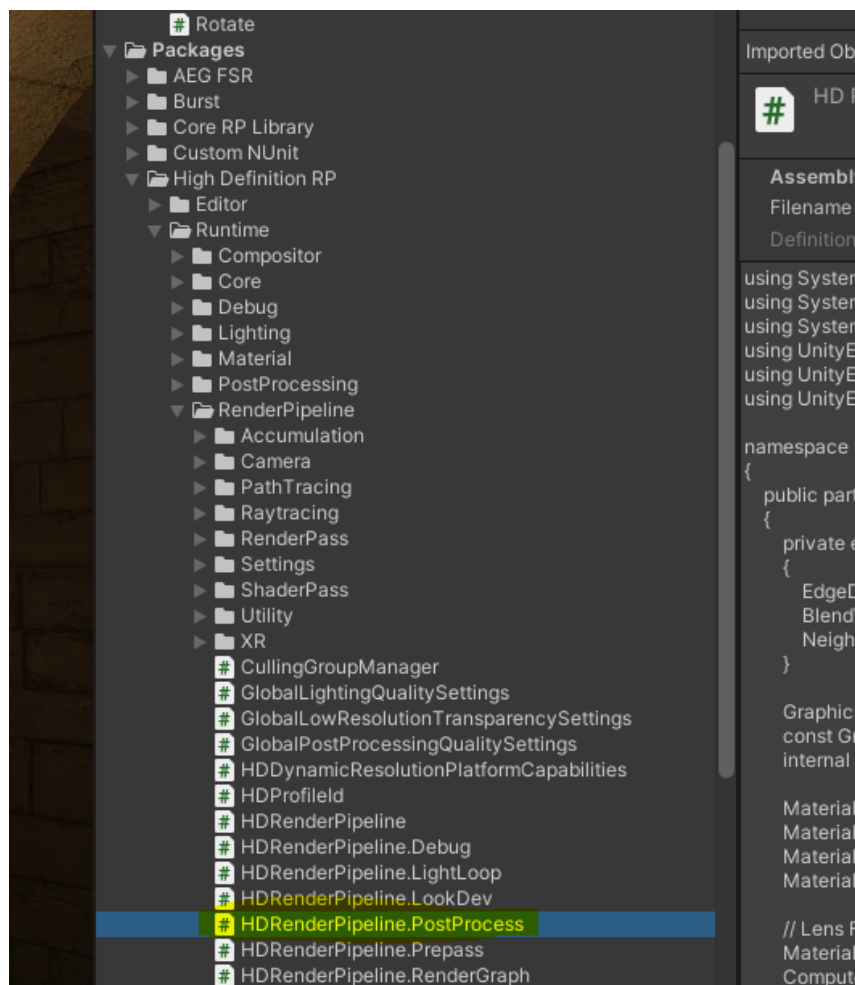 Rotate
Packages
AEG FSR
Burst
Core RP Library
Custom NUnit
High Definition RP
Editor
Runtime
Compositor
Core
Debug
Lighting
Material
PostProcessing
RenderPipeline
Accumulation
Camera
PathTracing
Raytracing
RenderPass
Settings
ShaderPass
Utility
XR
CullingGroupManager
GlobalLightingQualitySettings
GlobalLowResolutionTransparencySettings
GlobalPostProcessingQualitySettings
HDDynamicResolutionPlatformCapabilities
HDProfileId
HDRenderPipeline
HDRenderPipeline.Debug
HDRenderPipeline.LightLoop
HDRenderPipeline.LookDev
HDRenderPipeline.PostProcess
HDRenderPipeline.Prepass
HDRenderPipeline.RenderGraph
Imported Ob
#
HD
Assembl
Filename
Definition
using System
using System
using System
using UnityE
using UnityE
using UnityE
namespace
{
public part
{
private e
{
EdgeD
Blend
Neigh
}
Graphic
const Gr
internal
Material
Material
Material
Material
// Lens F
Material
Comput